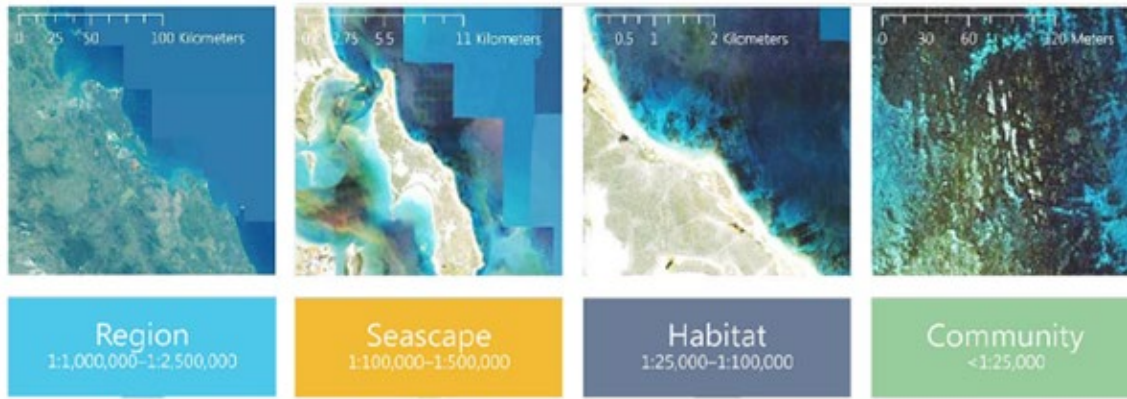 0 25 50 100 Kilometers
0 2.75 5.5 11 Kilometers
0 0.5 1 2 Kilometers
0 30 60 120 Meters
Region
1:1,000,000–1:2,500,000
Seascape
1:100,000–1:500,000
Habitat
1:25,000–1:100,000
Community
<1:25,000